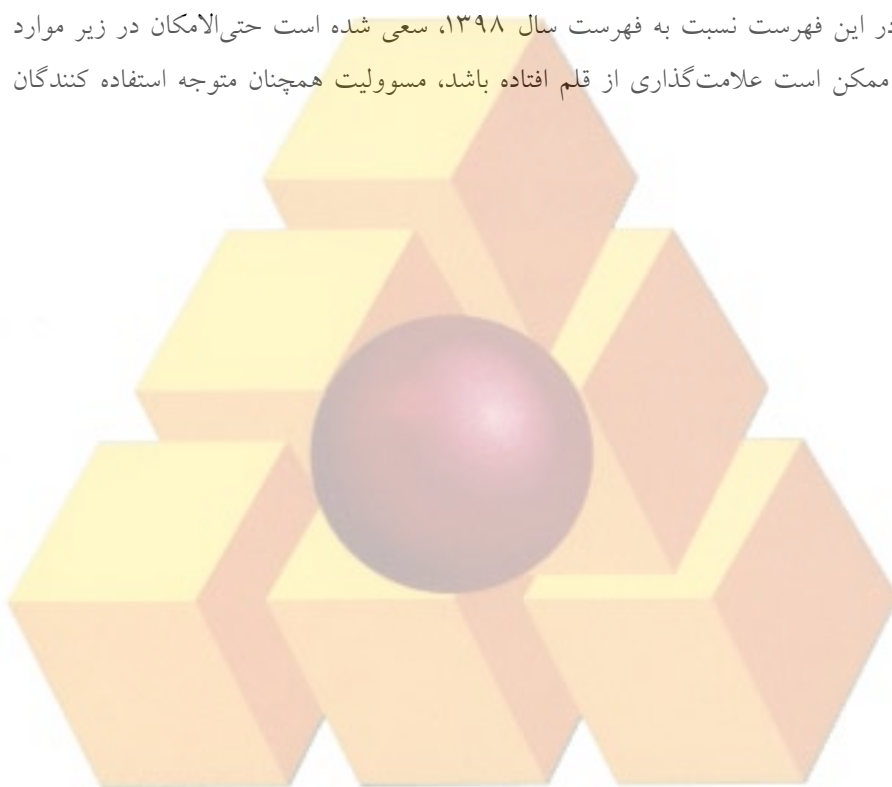 در این فهرست نسبت به فهرست سال ۱۳۹۸، سعی شده است حتی‌الامکان در زیر موارد
ممکن است علامت‌گذاری از قلم افتاده باشد، مسوولیت همچنان متوجه استفاده کنندگان